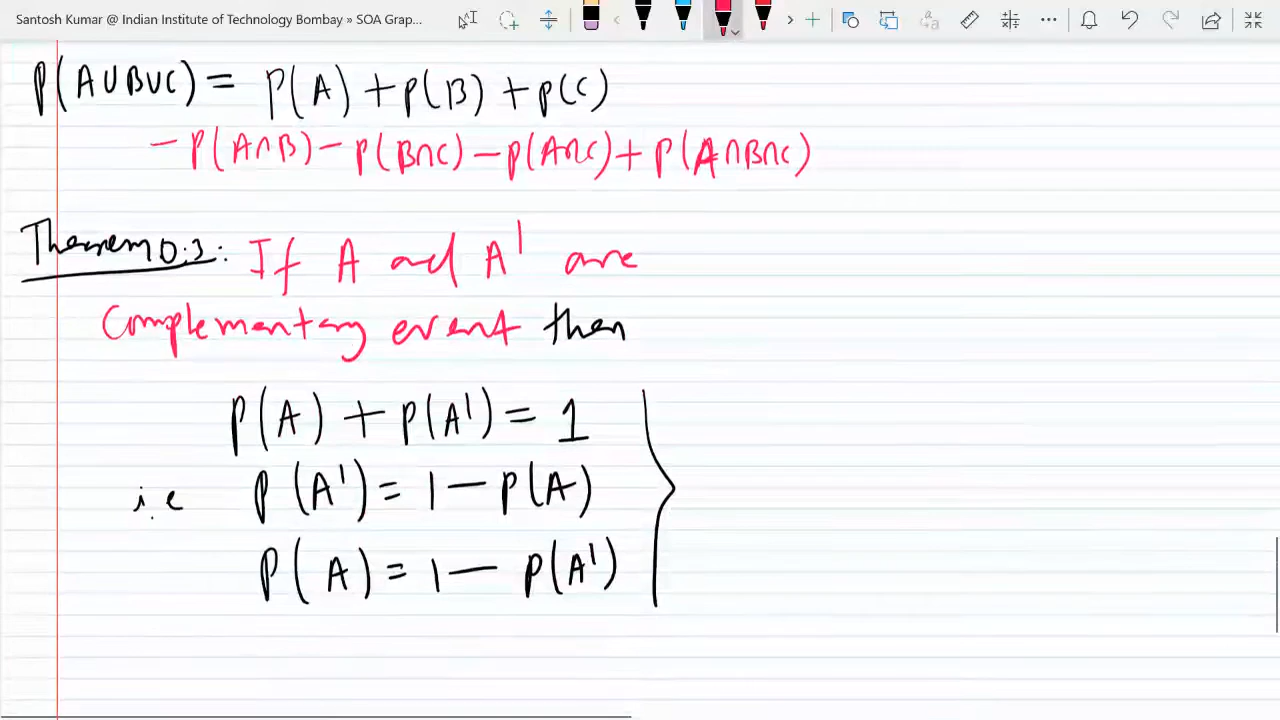 Santosh Kumar @ Indian Institute of Technology Bombay » SOA Grap...
P(A∪B∪C) = P(A) + P(B) + P(C)
− P(A∩B) − P(B∩C) − P(A∩C) + P(A∩B∩C)
Theorem 0.3: If A and A' are
Complementary event then
P(A) + P(A') = 1
i.e P(A') = 1 − P(A)
P(A) = 1 − P(A')